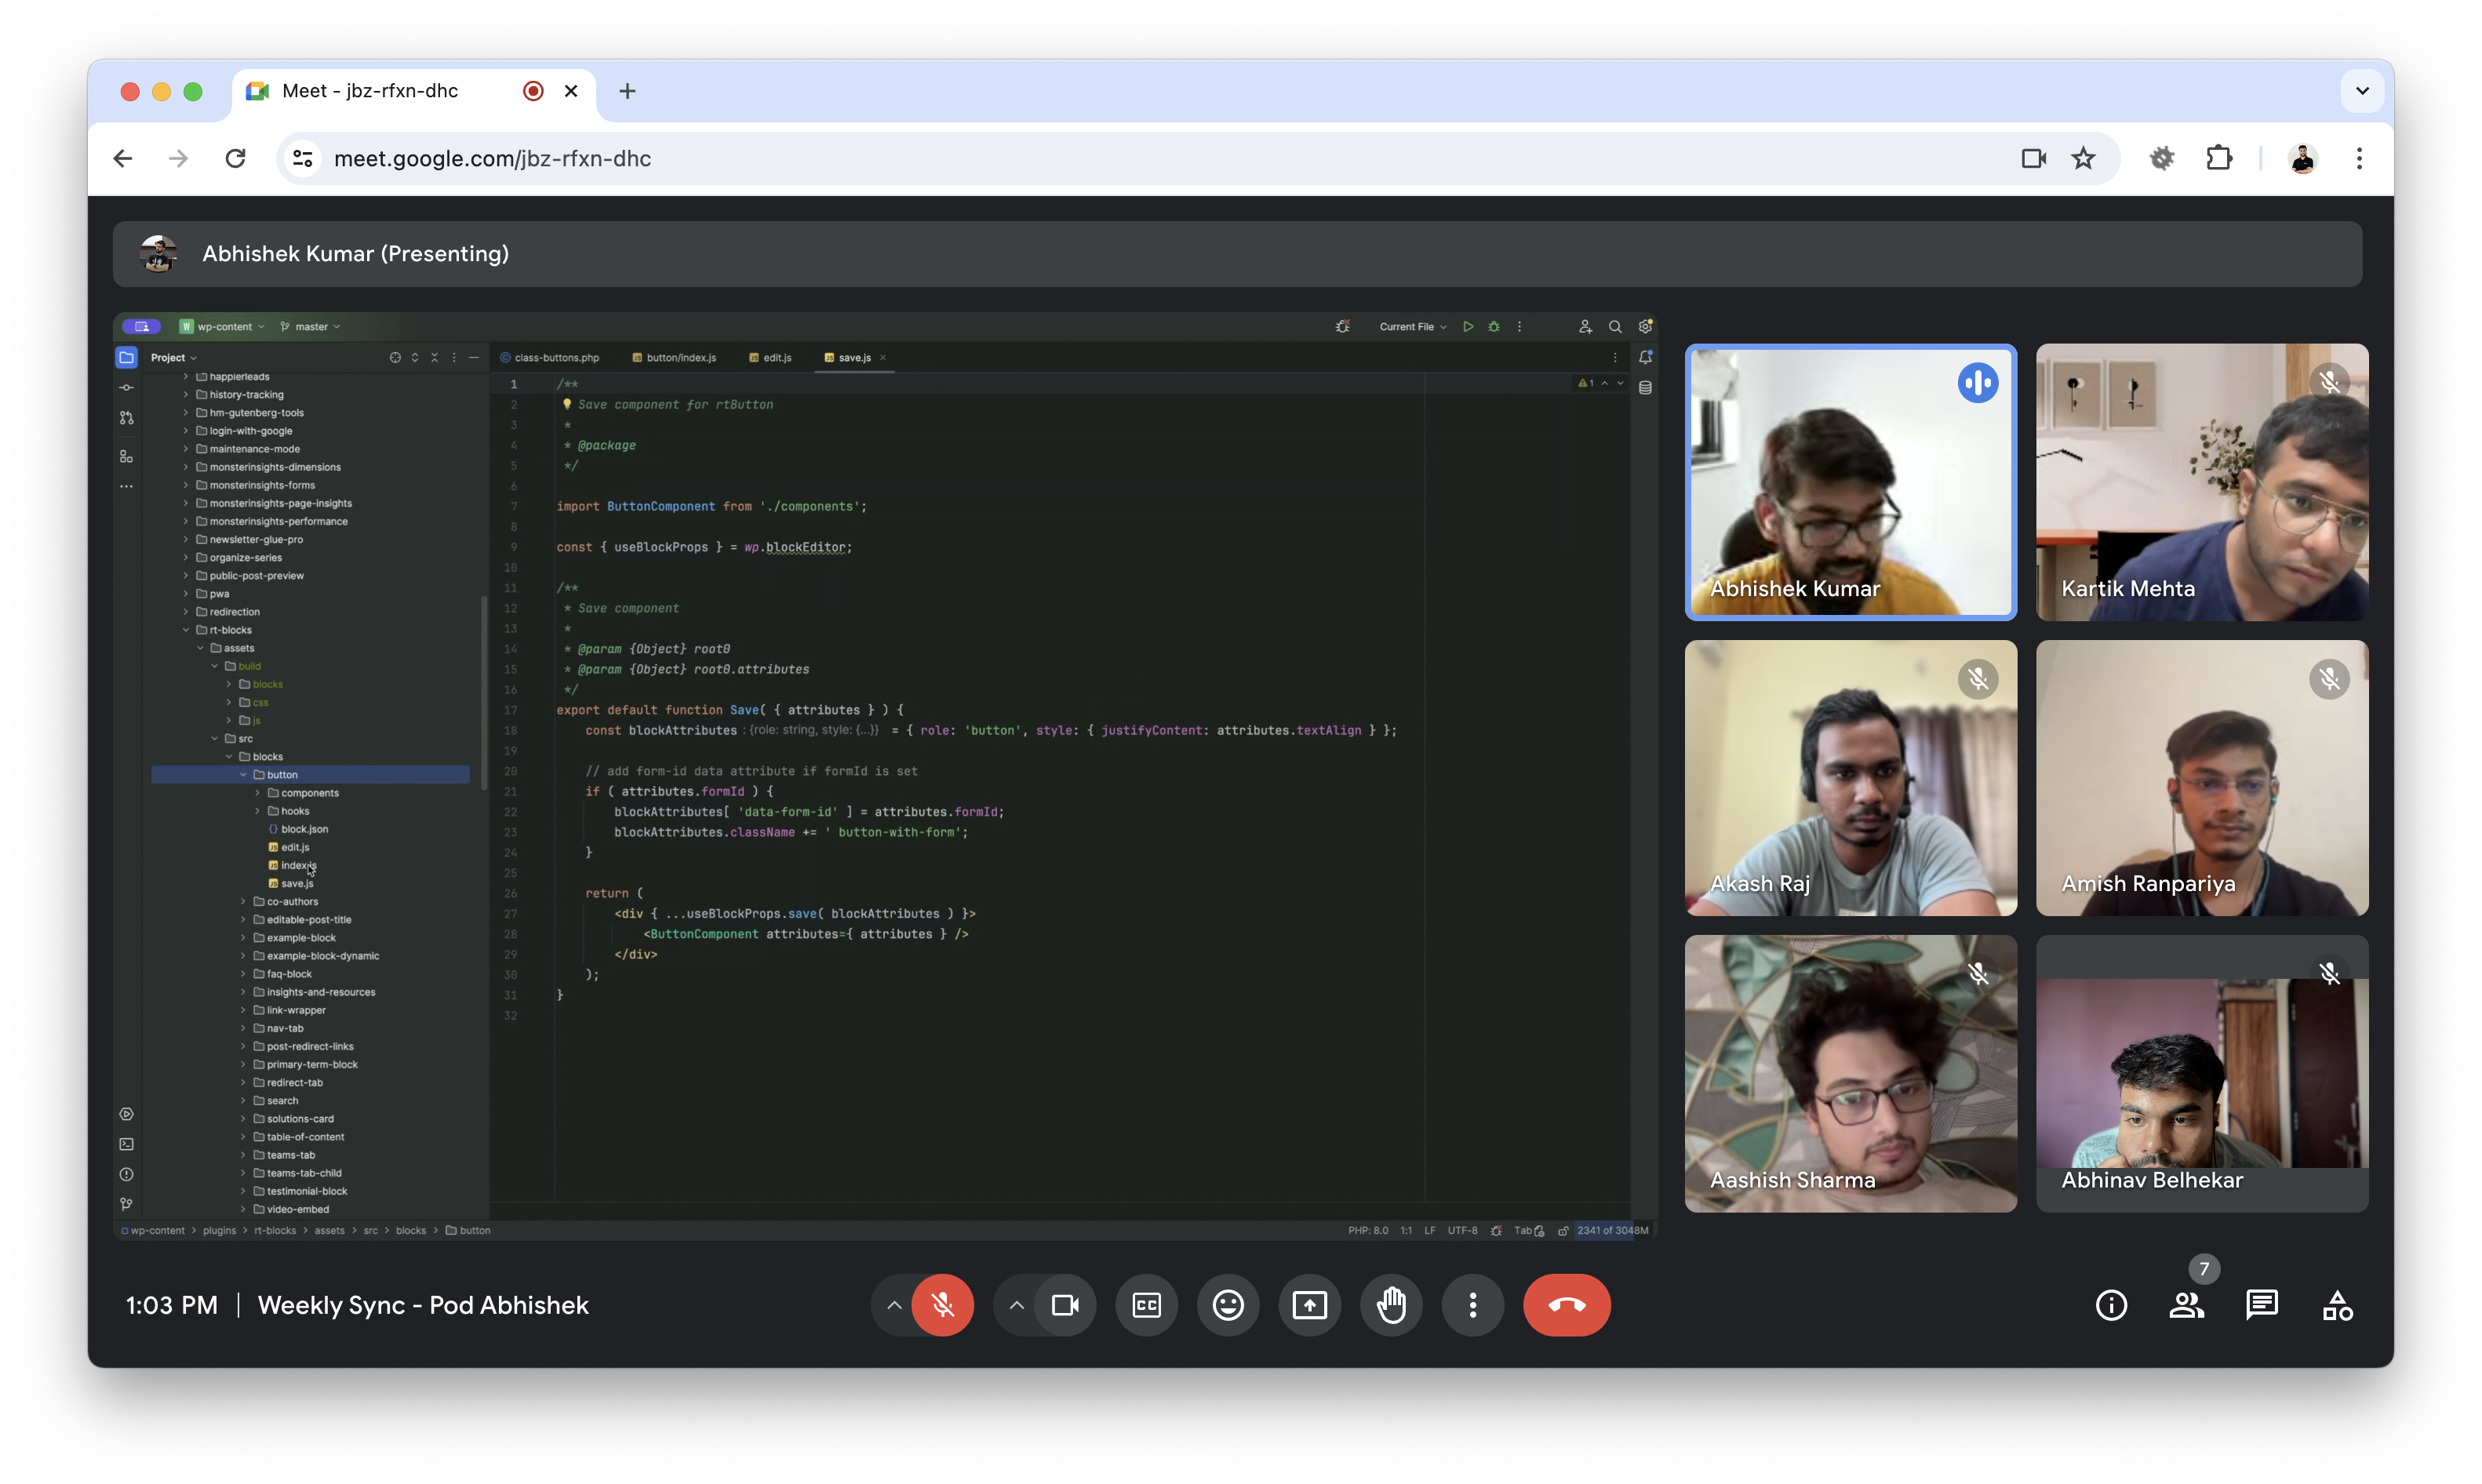 Meet - jbz-rfxn-dhc
meet.google.com/jbz-rfxn-dhc
Abhishek Kumar (Presenting)
W wp-content master
Current File
Project
class-buttons.php button/index.js edit.js save.js
happierleads
history-tracking
hm-gutenberg-tools
login-with-google
maintenance-mode
monsterinsights-dimensions
monsterinsights-forms
monsterinsights-page-insights
monsterinsights-performance
newsletter-glue-pro
organize-series
public-post-preview
pwa
redirection
rt-blocks
assets
build
blocks
css
js
src
blocks
button
components
hooks
block.json
edit.js
index.js
save.js
co-authors
editable-post-title
example-block
example-block-dynamic
faq-block
insights-and-resources
link-wrapper
nav-tab
post-redirect-links
primary-term-block
redirect-tab
search
solutions-card
table-of-content
teams-tab
teams-tab-child
testimonial-block
video-embed
1 /**
2 Save component for rtButton
3 *
4 * @package
5 */
6
7 import ButtonComponent from './components';
8
9 const { useBlockProps } = wp.blockEditor;
10
11 /**
12 * Save component
13 *
14 * @param {Object} root0
15 * @param {Object} root0.attributes
16 */
17 export default function Save( { attributes } ) {
18 const blockAttributes : {role: string, style: {...}} = { role: 'button', style: { justifyContent: attributes.textAlign } };
19
20 // add form-id data attribute if formId is set
21 if ( attributes.formId ) {
22 blockAttributes[ 'data-form-id' ] = attributes.formId;
23 blockAttributes.className += ' button-with-form';
24 }
25
26 return (
27 <div { ...useBlockProps.save( blockAttributes ) }>
28 <ButtonComponent attributes={ attributes } />
29 </div>
30 );
31 }
32
1
wp-content > plugins > rt-blocks > assets > src > blocks > button
PHP: 8.0 1:1 LF UTF-8 Tab 2341 of 3048M
Abhishek Kumar
Kartik Mehta
Akash Raj
Amish Ranpariya
Aashish Sharma
Abhinav Belhekar
1:03 PM | Weekly Sync - Pod Abhishek
CC
7